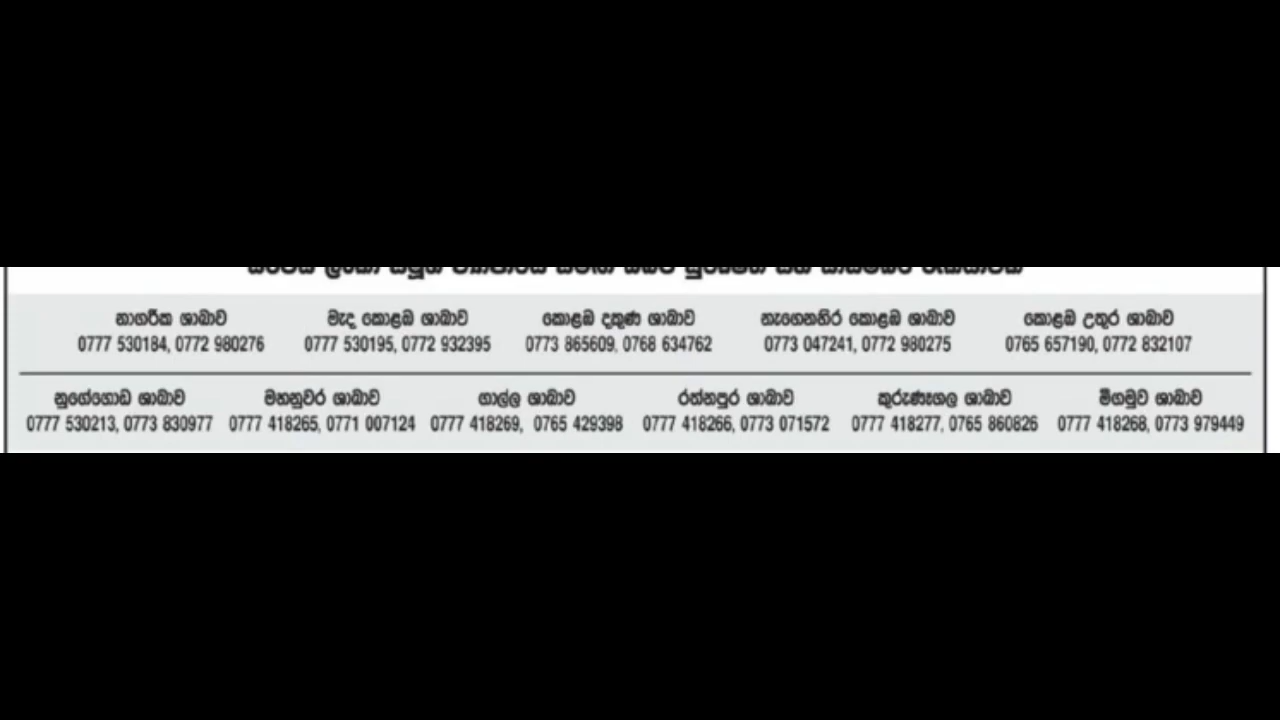 නාගරික ශාඛාව මැද කොළඹ ශාඛාව කොළඹ දකුණ ශාඛාව නැගෙනහිර කොළඹ ශාඛාව කොළඹ උතුර ශාඛාව
0777 530184, 0772 980276 0777 530195, 0772 932395 0773 865609, 0768 634762 0773 047241, 0772 980275 0765 657190, 0772 832107
නුගේගොඩ ශාඛාව මහනුවර ශාඛාව ගාල්ල ශාඛාව රත්නපුර ශාඛාව කුරුණෑගල ශාඛාව මීගමුව ශාඛාව
0777 530213, 0773 830977 0777 418265, 0771 007124 0777 418269, 0765 429398 0777 418266, 0773 071572 0777 418277, 0765 860826 0777 418268, 0773 979449